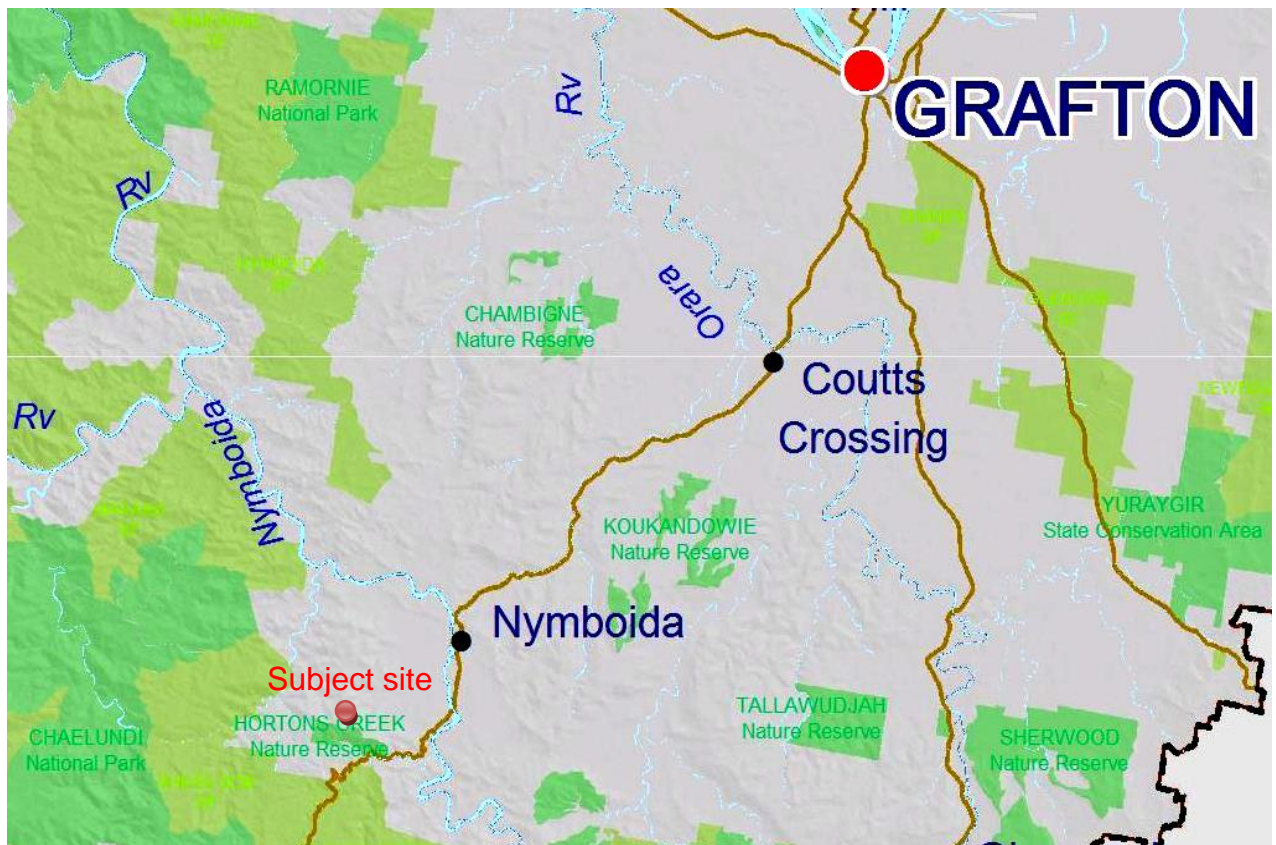 GRAFTON
RAMORNIE
National Park
Rv
Rv
Orara
CHAMBIGNE
Nature Reserve
Coutts
Crossing
Rv
Nymboida
YURAYGIR
State Conservation Area
KOUKANDOWIE
Nature Reserve
Nymboida
Subject site
HORTONS CREEK
Nature Reserve
TALLAWUDJAH
Nature Reserve
CHAELUNDI
National Park
SHERWOOD
Nature Reserve